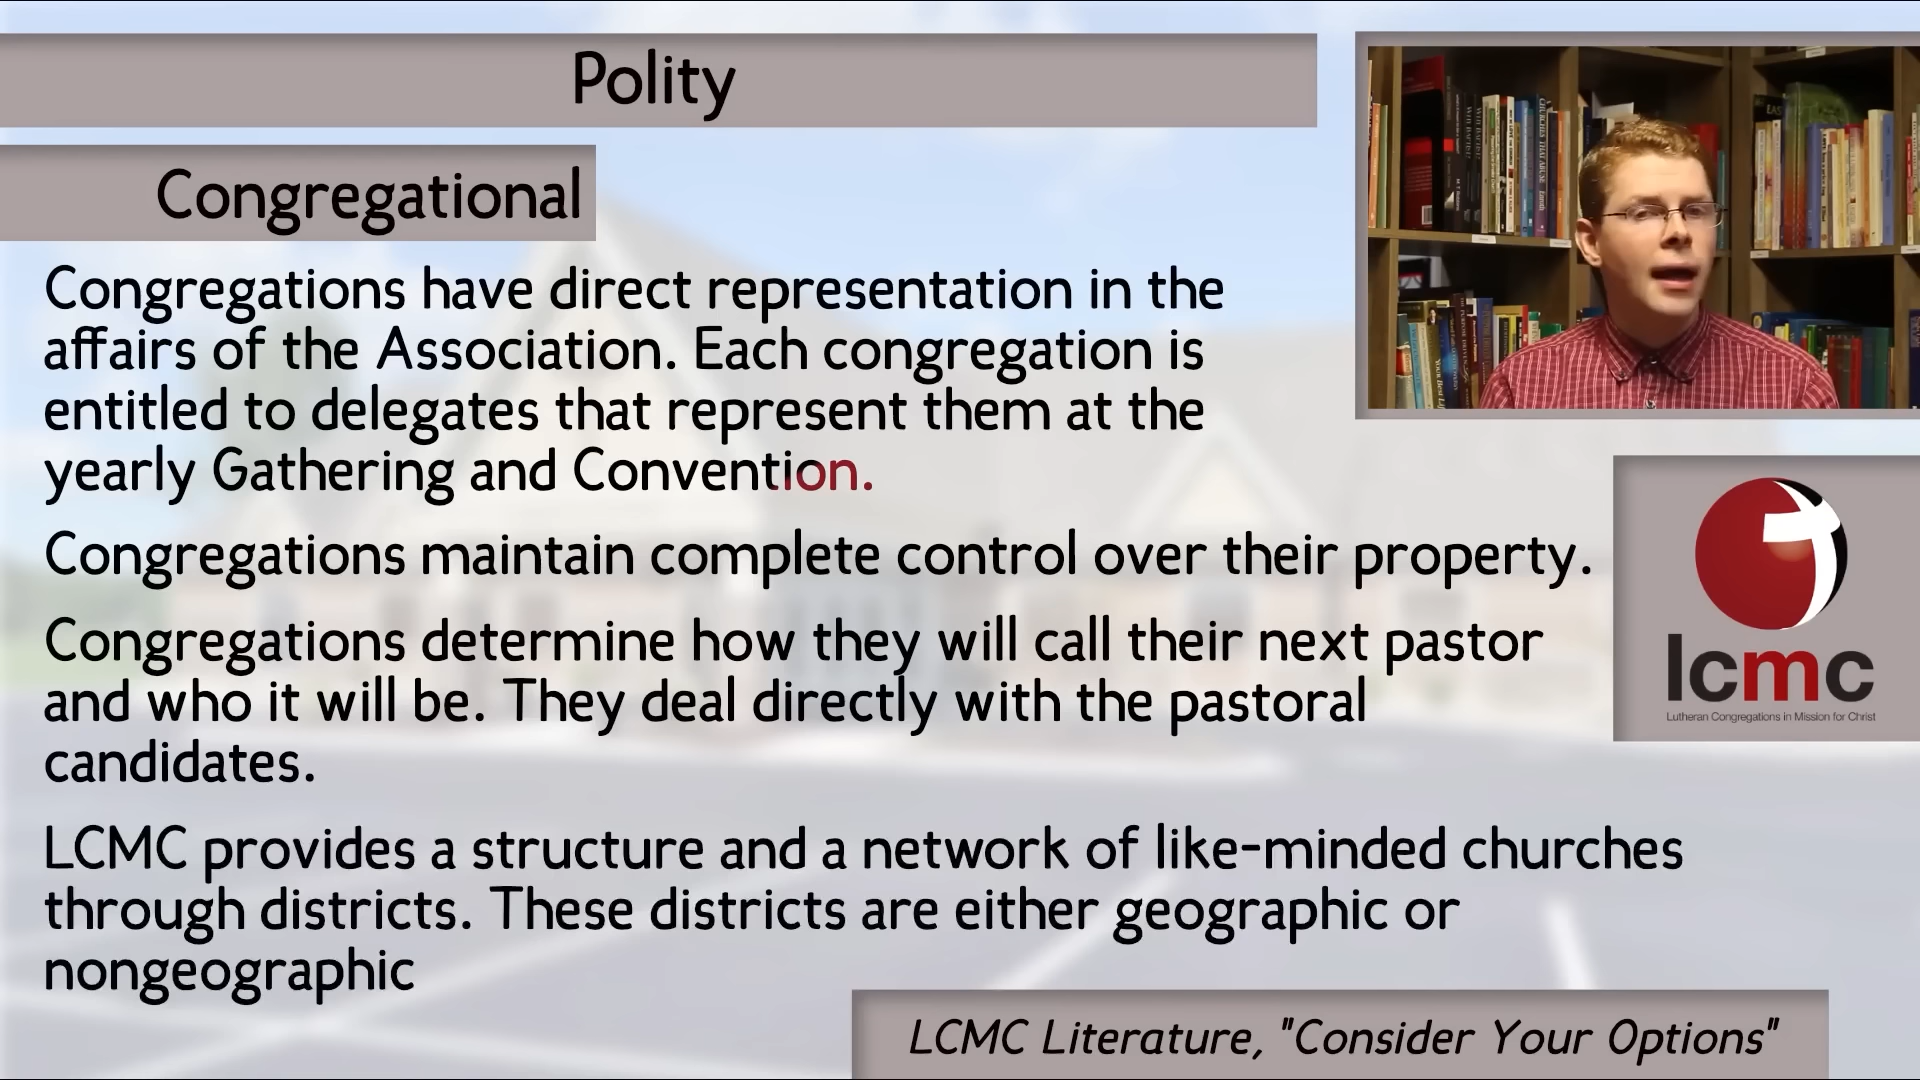 Polity
Congregational
Congregations have direct representation in the
affairs of the Association. Each congregation is
entitled to delegates that represent them at the
yearly Gathering and Convention.
Congregations maintain complete control over their property.
Congregations determine how they will call their next pastor
and who it will be. They deal directly with the pastoral
candidates.
LCMC provides a structure and a network of like-minded churches
through districts. These districts are either geographic or
nongeographic
LCMC Literature, "Consider Your Options"
lcmc
Lutheran Congregations in Mission for Christ
CHURCHES THAT ABUSE